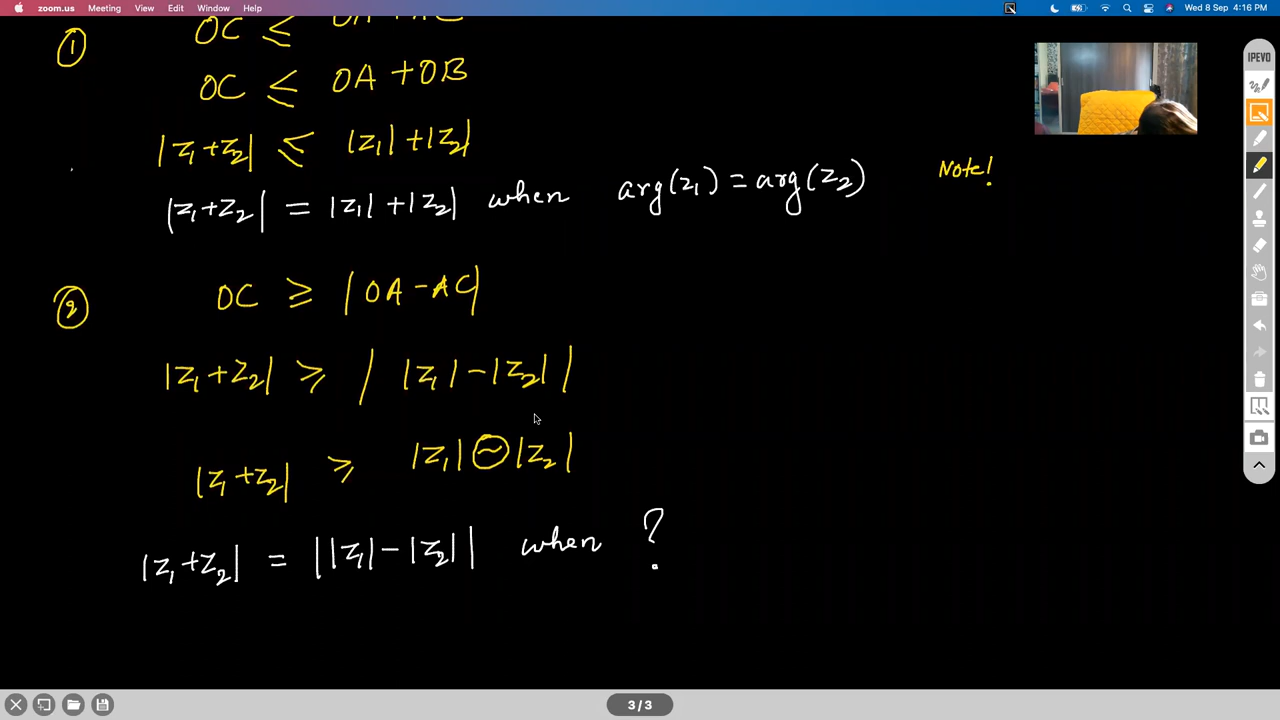 zoom.us Meeting View Edit Window Help Wed 8 Sep 4:16 PM
IPEVO
① OC ≤
OC ≤ OA + OB
|z₁+z₂| ≤ |z₁|+|z₂|
|z₁+z₂| = |z₁|+|z₂| when arg(z₁) = arg(z₂) Note!
② OC ≥ |OA-AC|
|z₁+z₂| ≥ ||z₁|-|z₂||
|z₁+z₂| ≥ |z₁| ~ |z₂|
|z₁+z₂| = ||z₁|-|z₂|| when ?
3/3